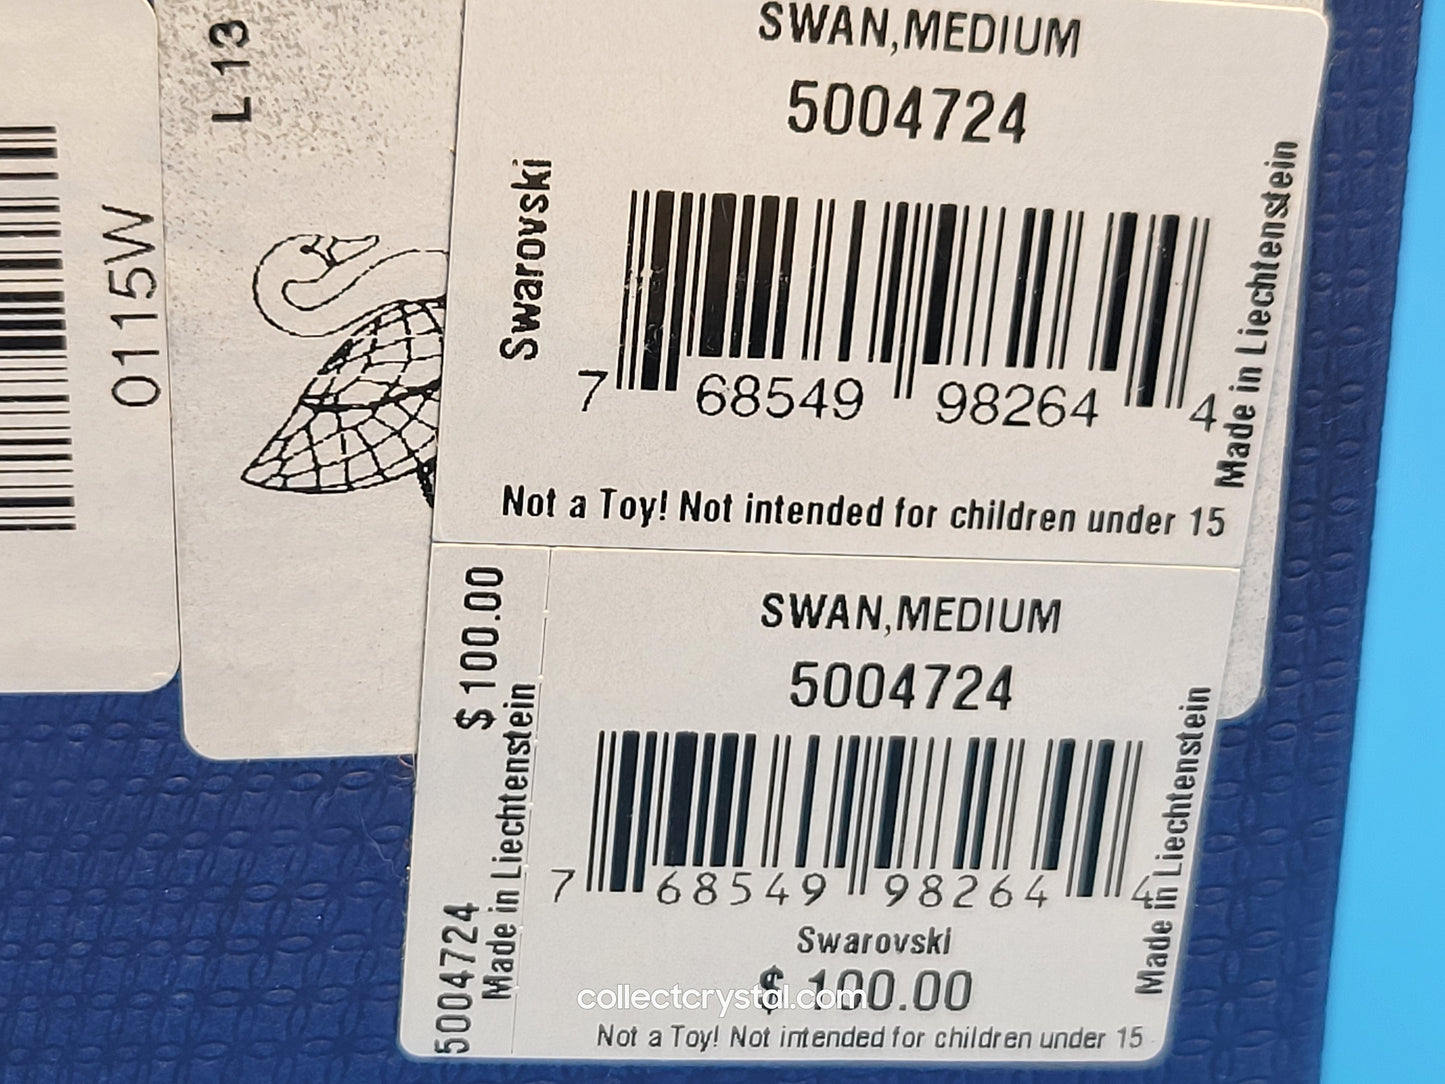 L 13
0115W
SWAN,MEDIUM
5004724
Swarovski
7 68549 98264 4
Made in Liechtenstein
Not a Toy! Not intended for children under 15
$ 100.00
5004724
Made in Liechtenstein
SWAN,MEDIUM
5004724
7 68549 98264 4
Made in Liechtenstein
Swarovski
$ 100.00
collectcrystal.com
Not a Toy! Not intended for children under 15